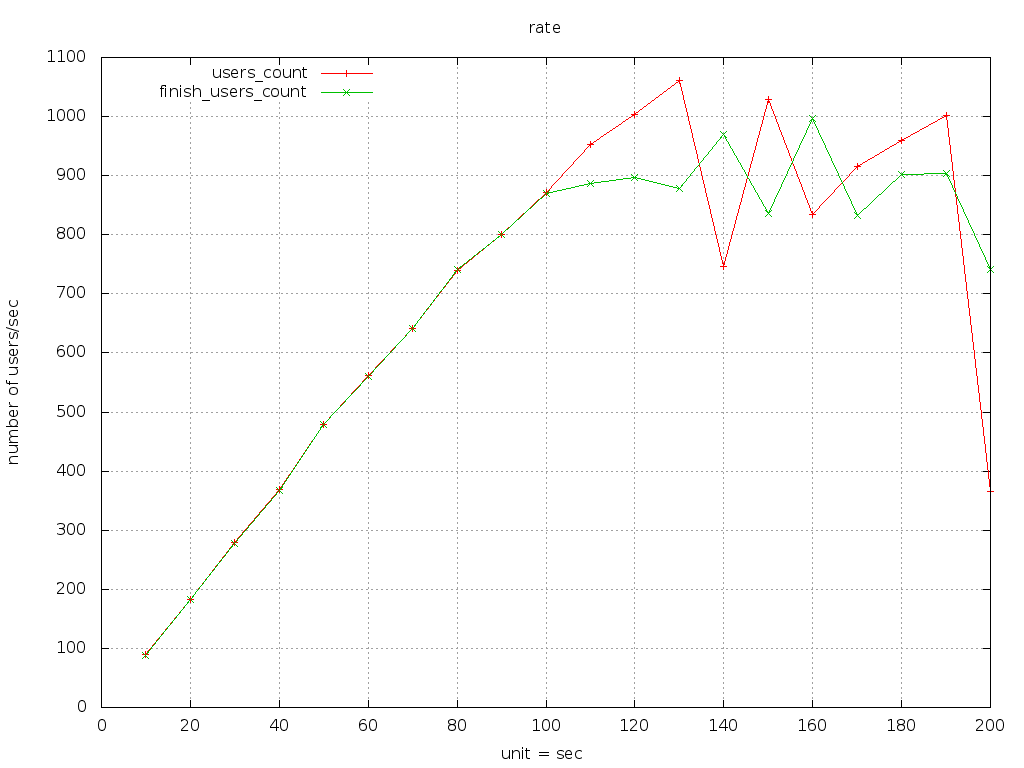 rate
users_count
finish_users_count
1100
1000
900
800
700
600
500
400
300
200
100
0
number of users/sec
0 20 40 60 80 100 120 140 160 180 200
unit = sec